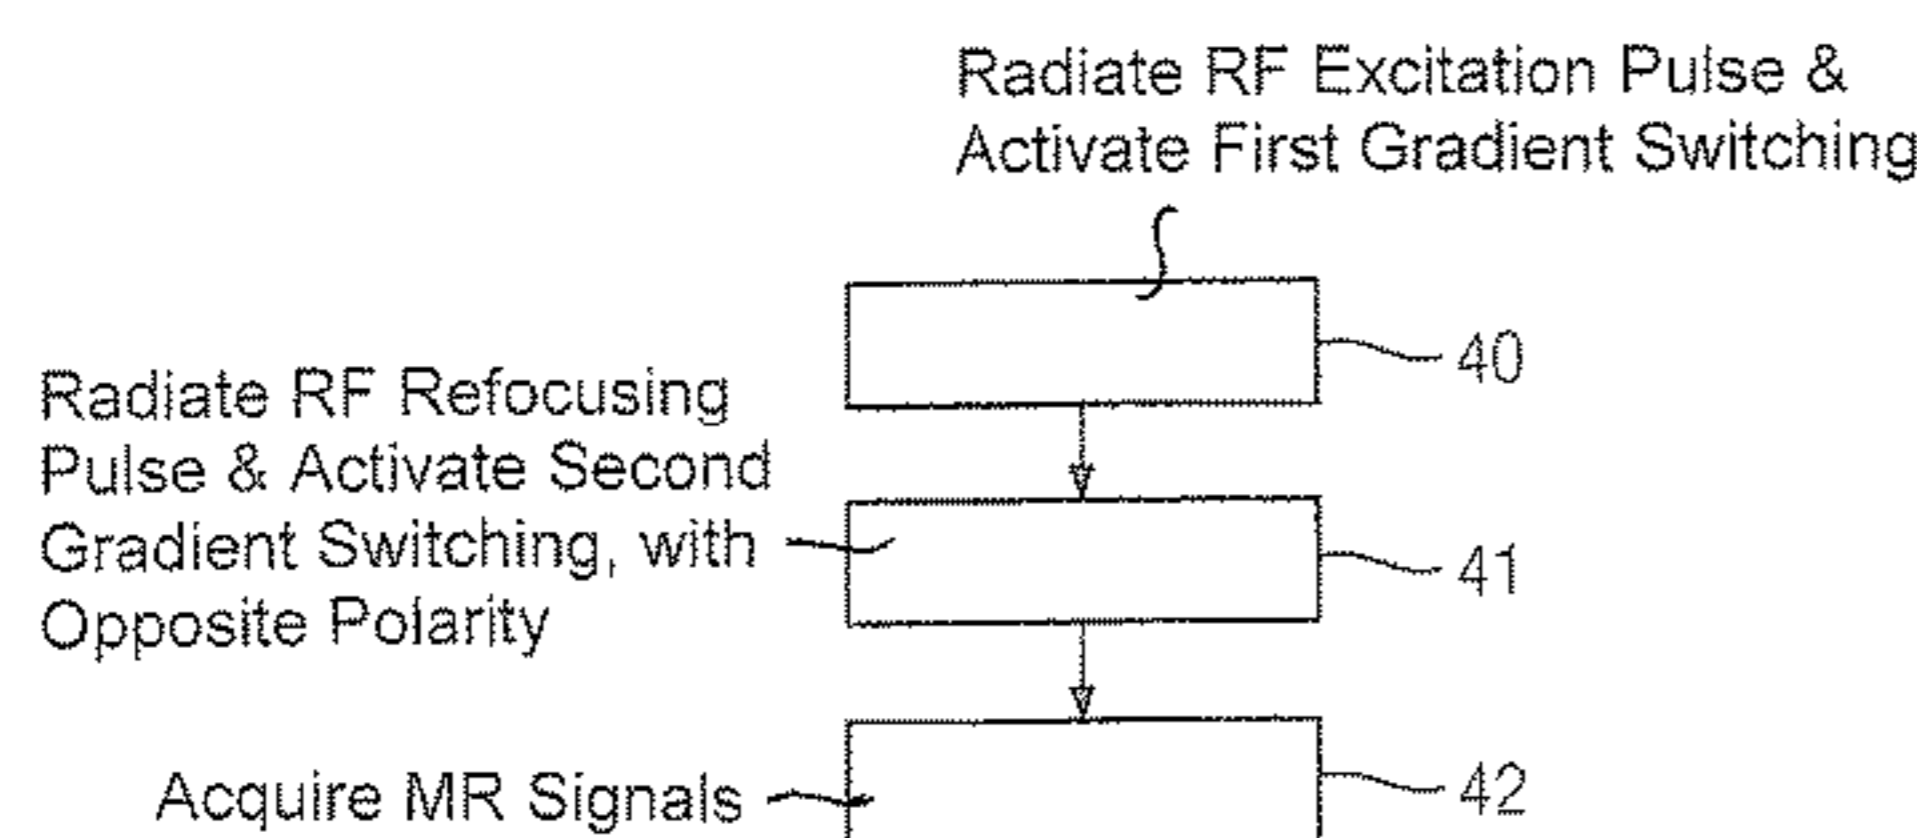 Radiate RF Excitation Pulse &
Activate First Gradient Switching
40
Radiate RF Refocusing
Pulse & Activate Second
Gradient Switching, with
Opposite Polarity
41
Acquire MR Signals
42